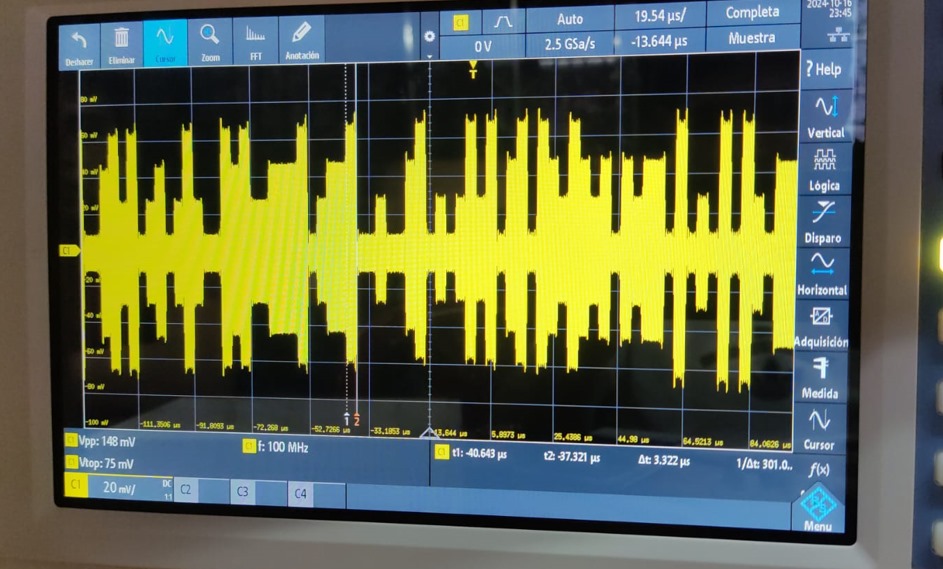 2024-10-16
23:45
Deshacer Eliminar Cursor Zoom FFT Anotación
C1 Auto 19.54 µs/ Completa
0 V 2.5 GSa/s -13.644 µs Muestra
? Help
T
80 mV
Vertical
Lógica
20 mV
C1
Disparo
-40 mV
Horizontal
-60 mV
Adquisición
-80 mV
Medida
-100 mV
1 2
-111.3506 µs -91.8093 µs -72.268 µs -52.7266 µs -33.1853 µs -13.644 µs 5.8973 µs 25.4386 µs 44.98 µs 64.5213 µs 84.0626 µs
Cursor
C1 Vpp: 148 mV C1 f: 100 MHz C1 t1: -40.643 µs t2: -37.321 µs Δt: 3.322 µs 1/Δt: 301.0..
C1 Vtop: 75 mV
f(x)
C1 20 mV/ DC 1:1 C2 C3 C4
Menu